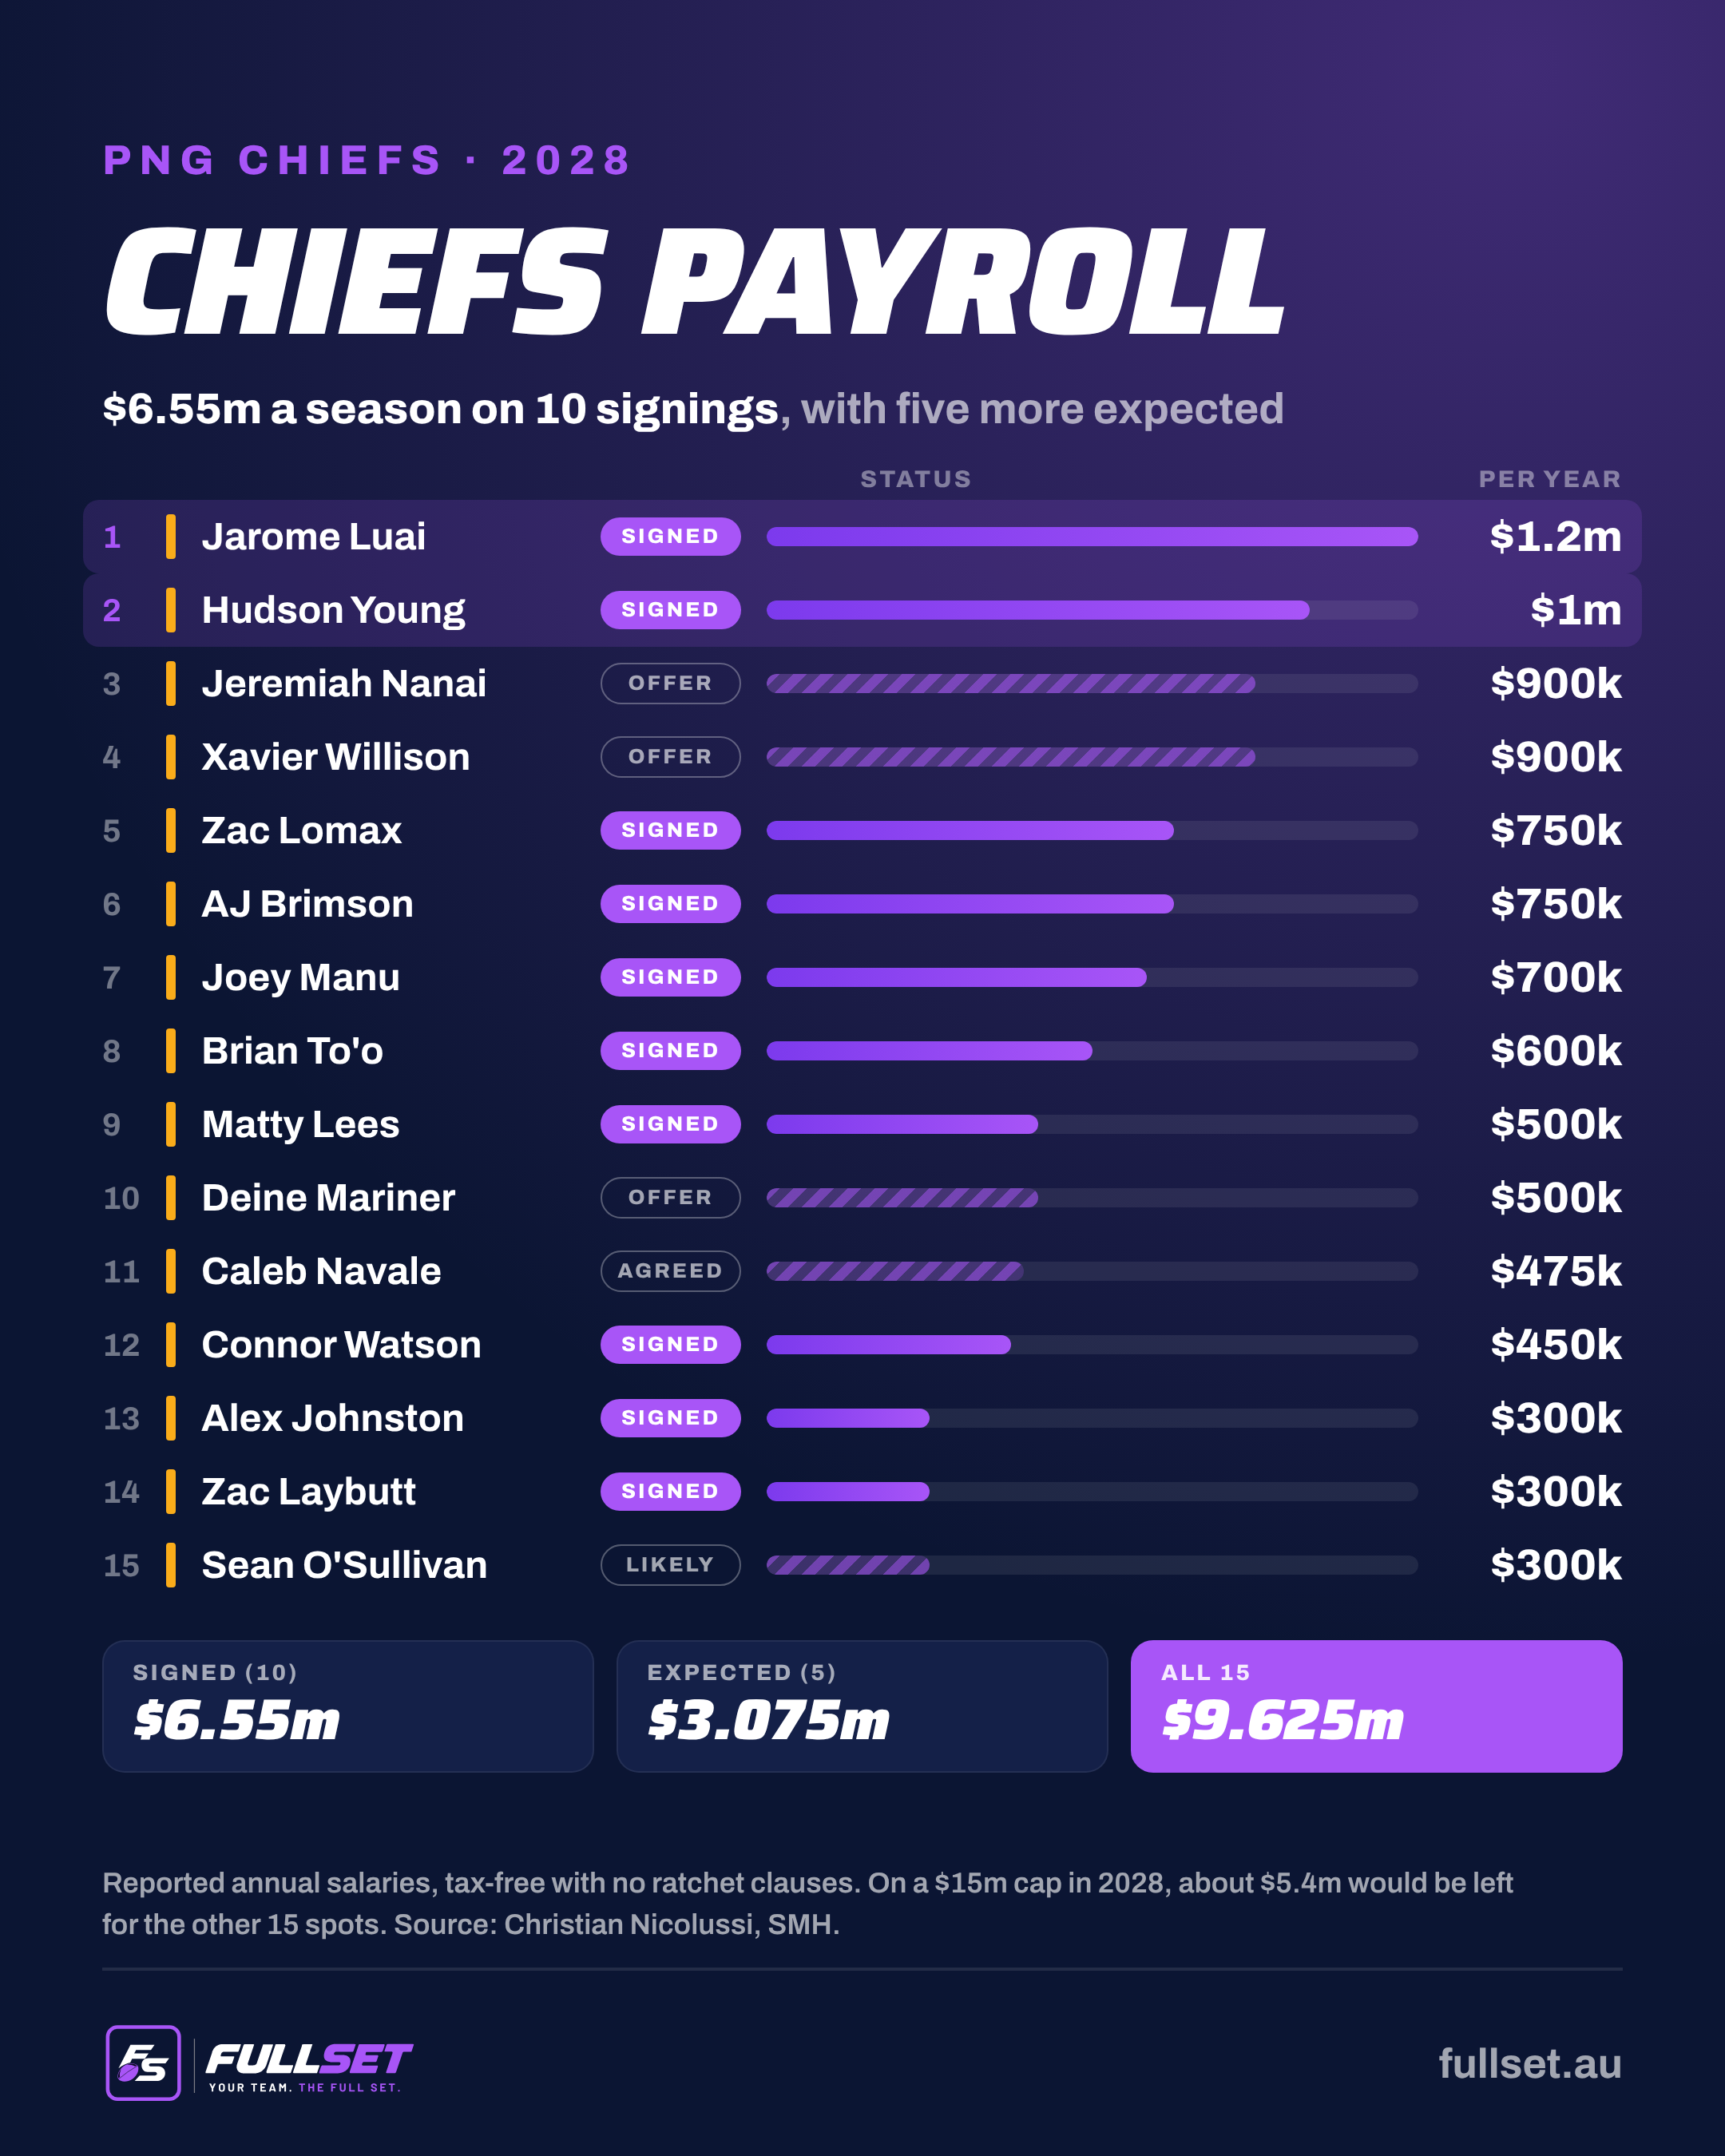 PNG CHIEFS · 2028
CHIEFS PAYROLL
$6.55m a season on 10 signings, with five more expected
STATUS PER YEAR
1 Jarome Luai SIGNED $1.2m
2 Hudson Young SIGNED $1m
3 Jeremiah Nanai OFFER $900k
4 Xavier Willison OFFER $900k
5 Zac Lomax SIGNED $750k
6 AJ Brimson SIGNED $750k
7 Joey Manu SIGNED $700k
8 Brian To'o SIGNED $600k
9 Matty Lees SIGNED $500k
10 Deine Mariner OFFER $500k
11 Caleb Navale AGREED $475k
12 Connor Watson SIGNED $450k
13 Alex Johnston SIGNED $300k
14 Zac Laybutt SIGNED $300k
15 Sean O'Sullivan LIKELY $300k
SIGNED (10) EXPECTED (5) ALL 15
$6.55m $3.075m $9.625m
Reported annual salaries, tax-free with no ratchet clauses. On a $15m cap in 2028, about $5.4m would be left
for the other 15 spots. Source: Christian Nicolussi, SMH.
FS FULLSET fullset.au
YOUR TEAM. THE FULL SET.